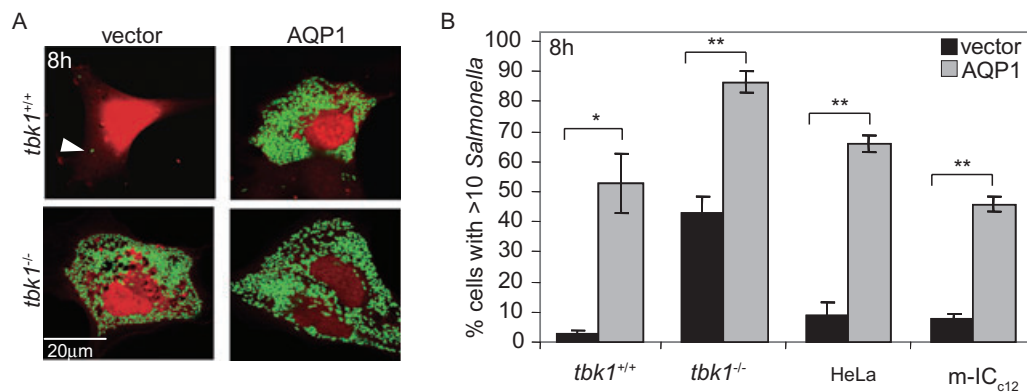 A
vector
AQP1
8h
tbk1+/+
tbk1-/-
20μm
B
8h
vector
AQP1
% cells with >10 Salmonella
100
90
80
70
60
50
40
30
20
10
0
*
**
**
**
tbk1+/+
tbk1-/-
HeLa
m-ICc12